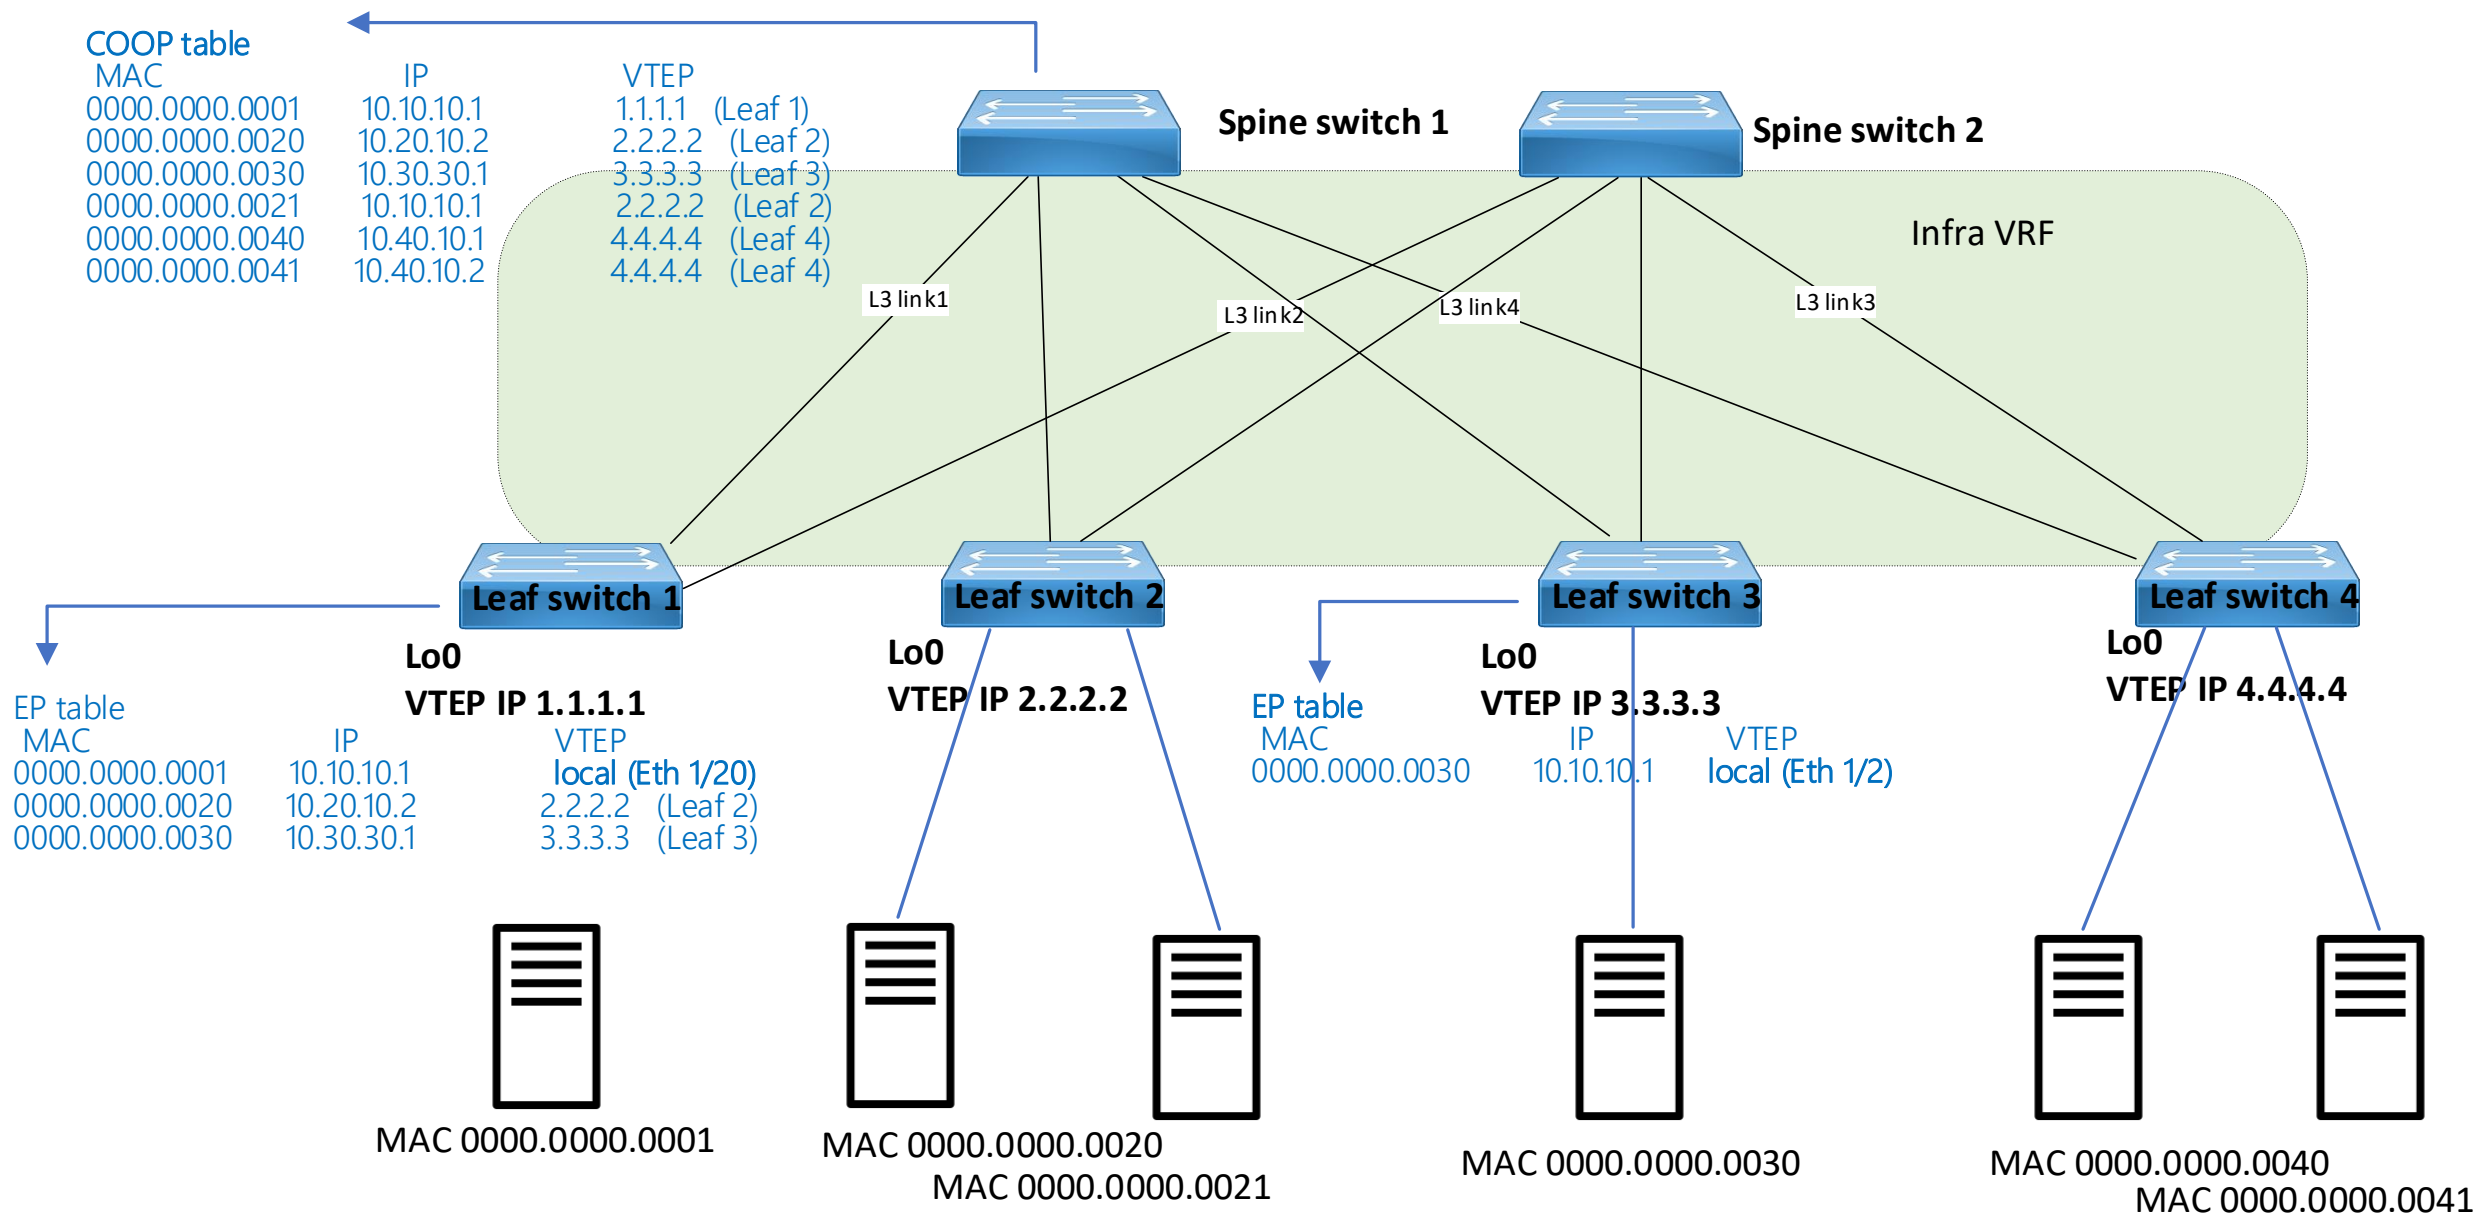 COOP table
MAC IP VTEP
0000.0000.0001 10.10.10.1 1.1.1.1 (Leaf 1)
0000.0000.0020 10.20.10.2 2.2.2.2 (Leaf 2)
0000.0000.0030 10.30.30.1 3.3.3.3 (Leaf 3)
0000.0000.0021 10.10.10.1 2.2.2.2 (Leaf 2)
0000.0000.0040 10.40.10.1 4.4.4.4 (Leaf 4)
0000.0000.0041 10.40.10.2 4.4.4.4 (Leaf 4)
Spine switch 1
Spine switch 2
Infra VRF
L3 link1
L3 link2
L3 link4
L3 link3
Leaf switch 1
Leaf switch 2
Leaf switch 3
Leaf switch 4
Lo0
VTEP IP 1.1.1.1
Lo0
VTEP IP 2.2.2.2
Lo0
VTEP IP 3.3.3.3
Lo0
VTEP IP 4.4.4.4
EP table
MAC IP VTEP
0000.0000.0001 10.10.10.1 local (Eth 1/20)
0000.0000.0020 10.20.10.2 2.2.2.2 (Leaf 2)
0000.0000.0030 10.30.30.1 3.3.3.3 (Leaf 3)
EP table
MAC IP VTEP
0000.0000.0030 10.10.10.1 local (Eth 1/2)
MAC 0000.0000.0001
MAC 0000.0000.0020
MAC 0000.0000.0021
MAC 0000.0000.0030
MAC 0000.0000.0040
MAC 0000.0000.0041